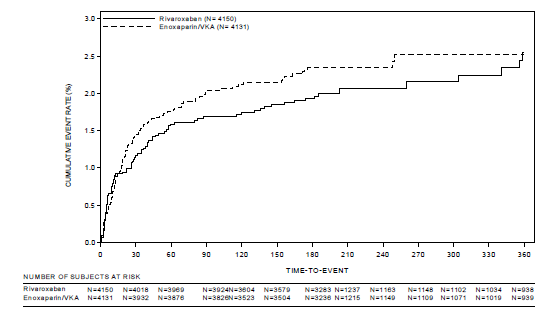 Rivaroxaban (N= 4150)
Enoxaparin/VKA (N= 4131)
3.0
2.5
2.0
1.5
1.0
0.5
0.0
CUMULATIVE EVENT RATE (%)
0 30 60 90 120 150 180 210 240 270 300 330 360
TIME-TO-EVENT
NUMBER OF SUBJECTS AT RISK
Rivaroxaban N=4150 N=4018 N=3969 N=3924 N=3604 N=3579 N=3283 N=1237 N=1163 N=1148 N=1102 N=1034 N=938
Enoxaparin/VKA N=4131 N=3932 N=3876 N=3826 N=3523 N=3504 N=3236 N=1215 N=1149 N=1109 N=1071 N=1019 N=939